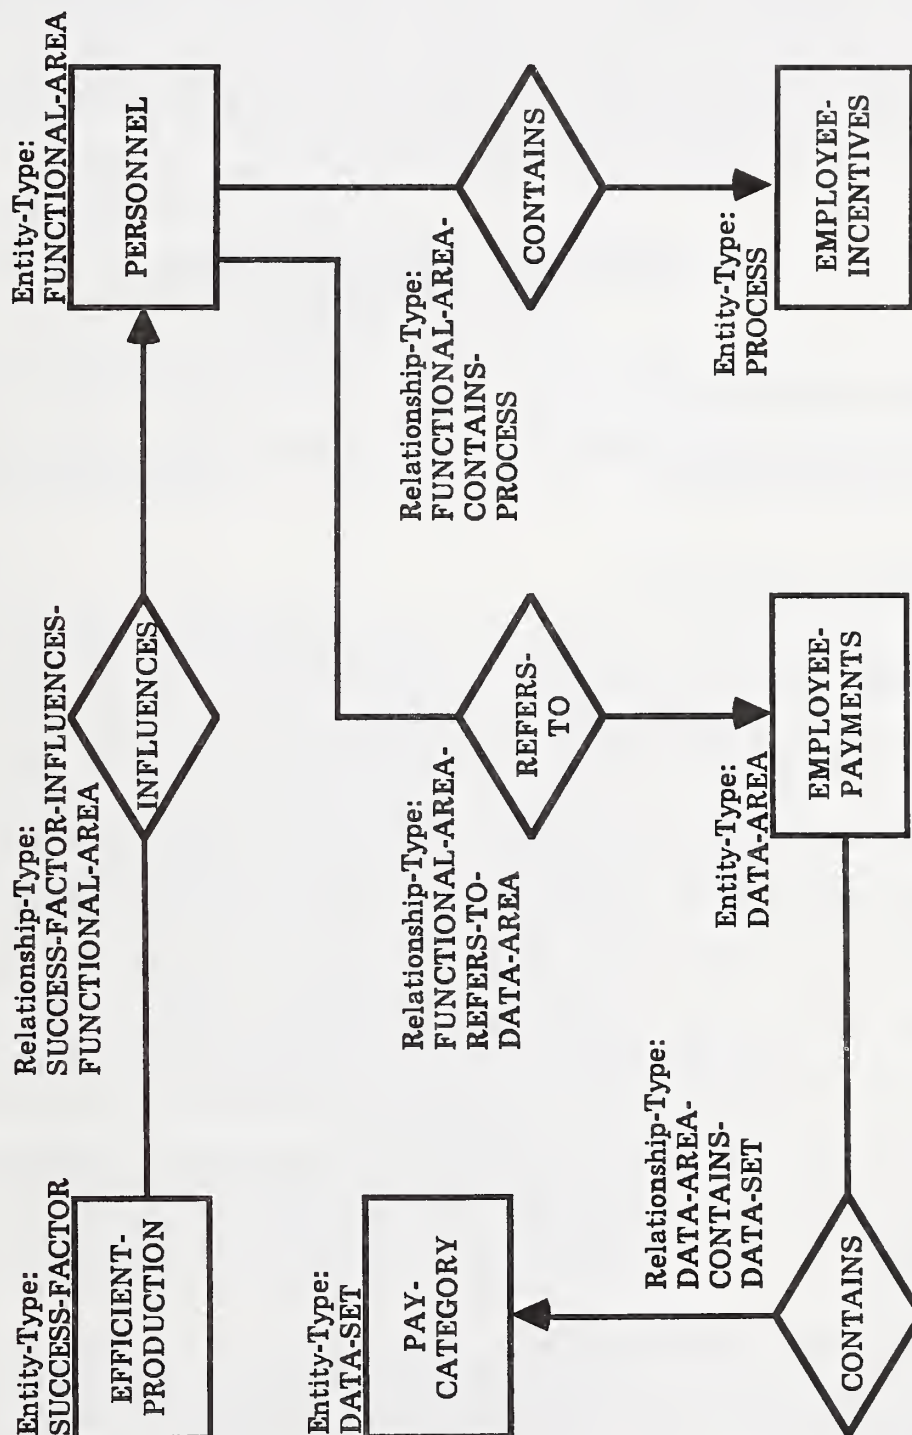 Entity-Type:
SUCCESS-FACTOR
EFFICIENT-
PRODUCTION
Relationship-Type:
SUCCESS-FACTOR-INFLUENCES-
FUNCTIONAL-AREA
INFLUENCES
Entity-Type:
FUNCTIONAL-AREA
PERSONNEL
Entity-Type:
DATA-SET
PAY-
CATEGORY
Relationship-Type:
FUNCTIONAL-AREA-
REFERS-TO-
DATA-AREA
REFERS-
TO
Relationship-Type:
FUNCTIONAL-AREA-
CONTAINS-
PROCESS
CONTAINS
Relationship-Type:
DATA-AREA-
CONTAINS-
DATA-SET
CONTAINS
Entity-Type:
DATA-AREA
EMPLOYEE-
PAYMENTS
Entity-Type:
PROCESS
EMPLOYEE-
INCENTIVES